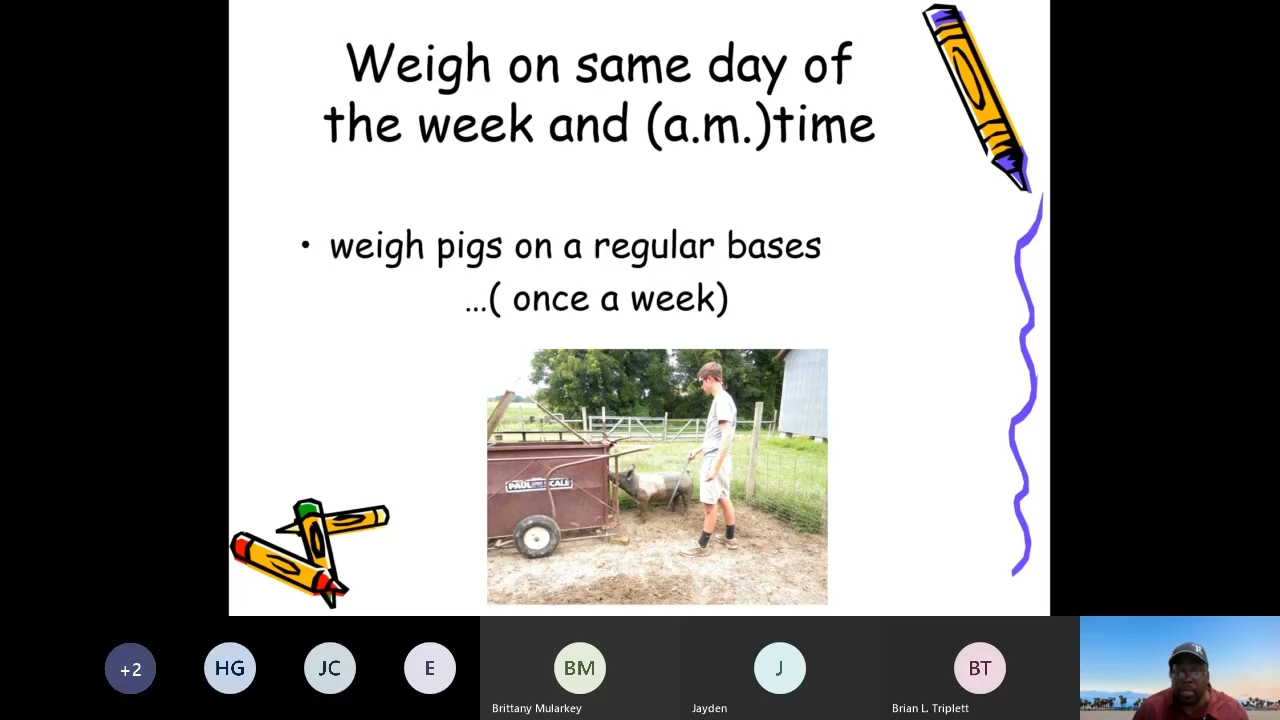 Weigh on same day of
the week and (a.m.)time
• weigh pigs on a regular bases
...( once a week)
PAUL SCALE
+2
HG
JC
E
BM
J
BT
Brittany Mularkey
Jayden
Brian L. Triplett